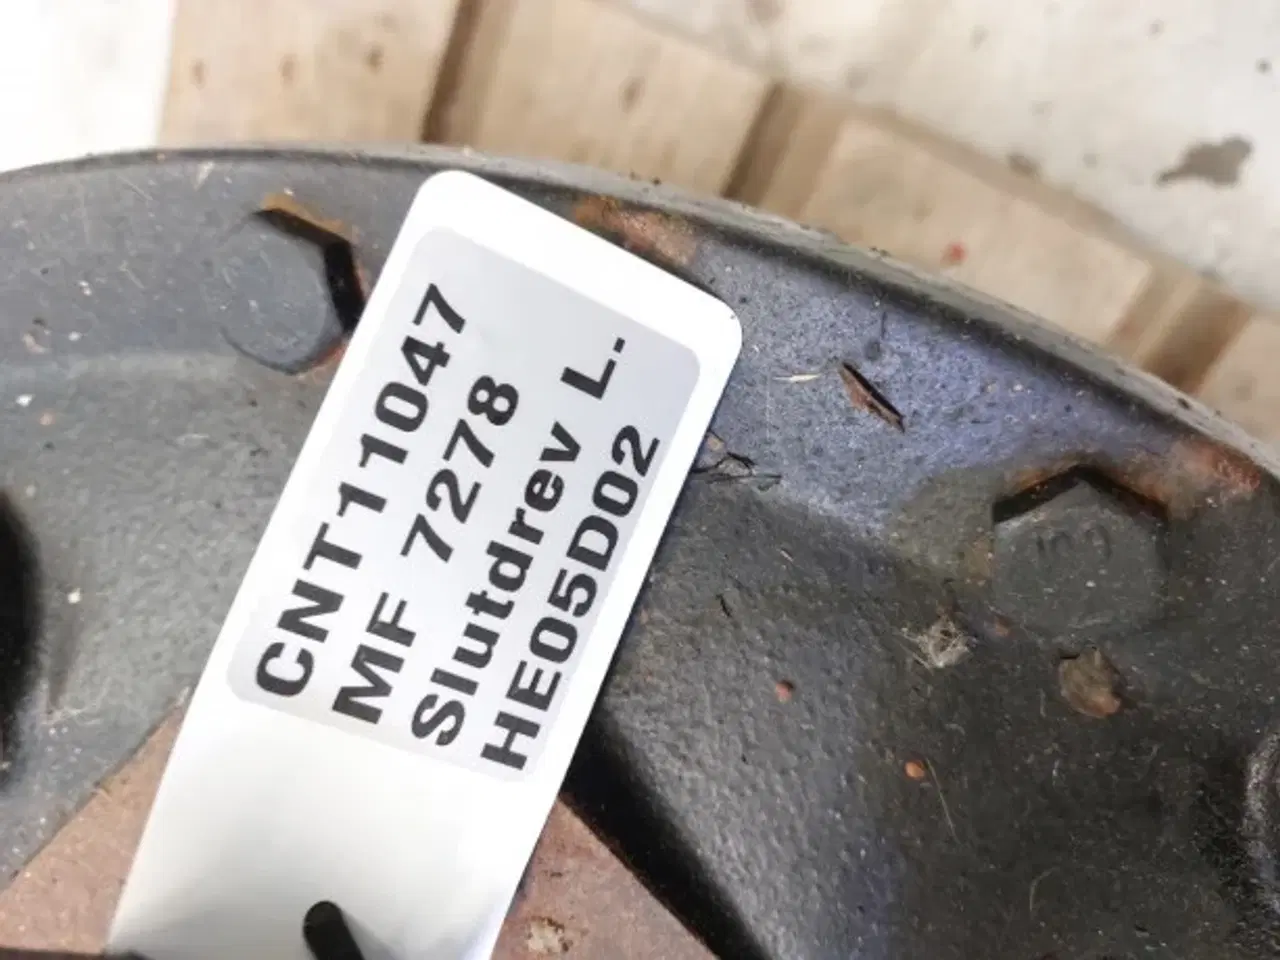 CNT11047
MF 7278
Slutdrev L.
HE05D02